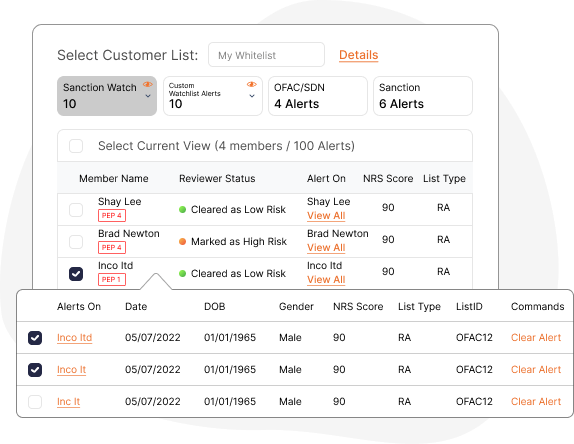 Select Customer List: My Whitelist Details
Sanction Watch
10
Custom
Watchlist Alerts
10
OFAC/SDN
4 Alerts
Sanction
6 Alerts
Select Current View (4 members / 100 Alerts)
Member Name Reviewer Status Alert On NRS Score List Type
Shay Lee
PEP 4
Cleared as Low Risk
Shay Lee
View All
90 RA
Brad Newton
PEP 4
Marked as High Risk
Brad Newton
View All
90 RA
Inco ltd
PEP 1
Cleared as Low Risk
Inco ltd
View All
90 RA
Alerts On Date DOB Gender NRS Score List Type ListID Commands
Inco ltd 05/07/2022 01/01/1965 Male 90 RA OFAC12 Clear Alert
Inco lt 05/07/2022 01/01/1965 Male 90 RA OFAC12 Clear Alert
Inc lt 05/07/2022 01/01/1965 Male 90 RA OFAC12 Clear Alert